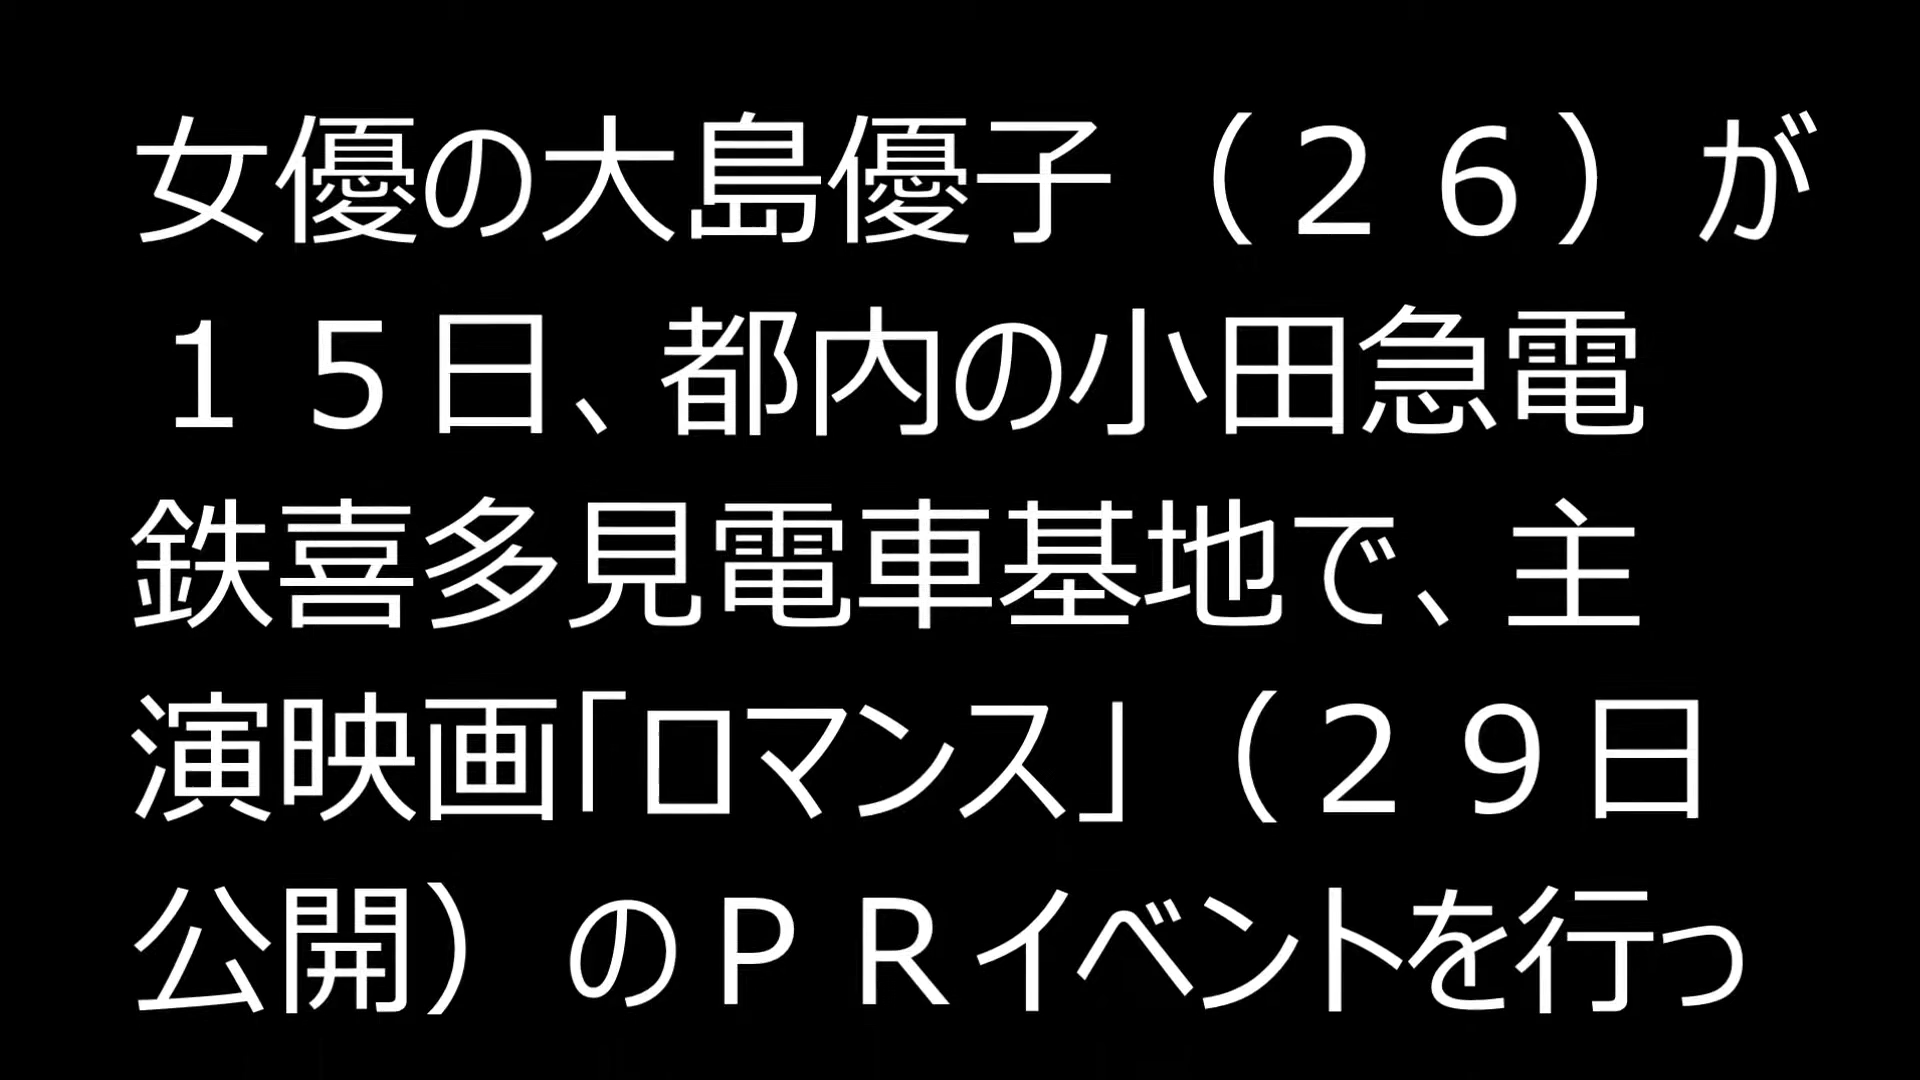 女優の大島優子（２６）が
１５日、都内の小田急電
鉄喜多見電車基地で、主
演映画「ロマンス」（２９日
公開）のＰＲイベントを行っ